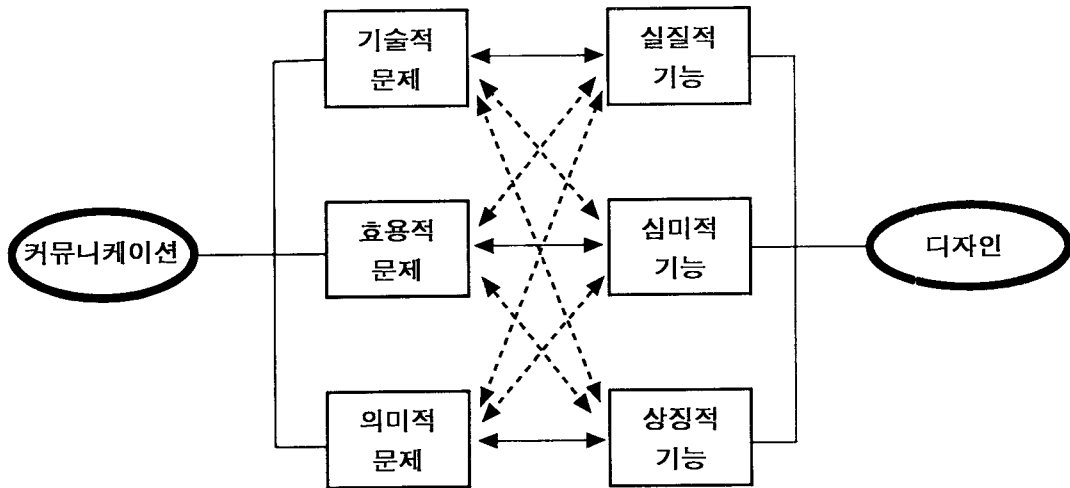 기술적
문제
실질적
기능
커뮤니케이션
효용적
문제
심미적
기능
디자인
의미적
문제
상징적
기능